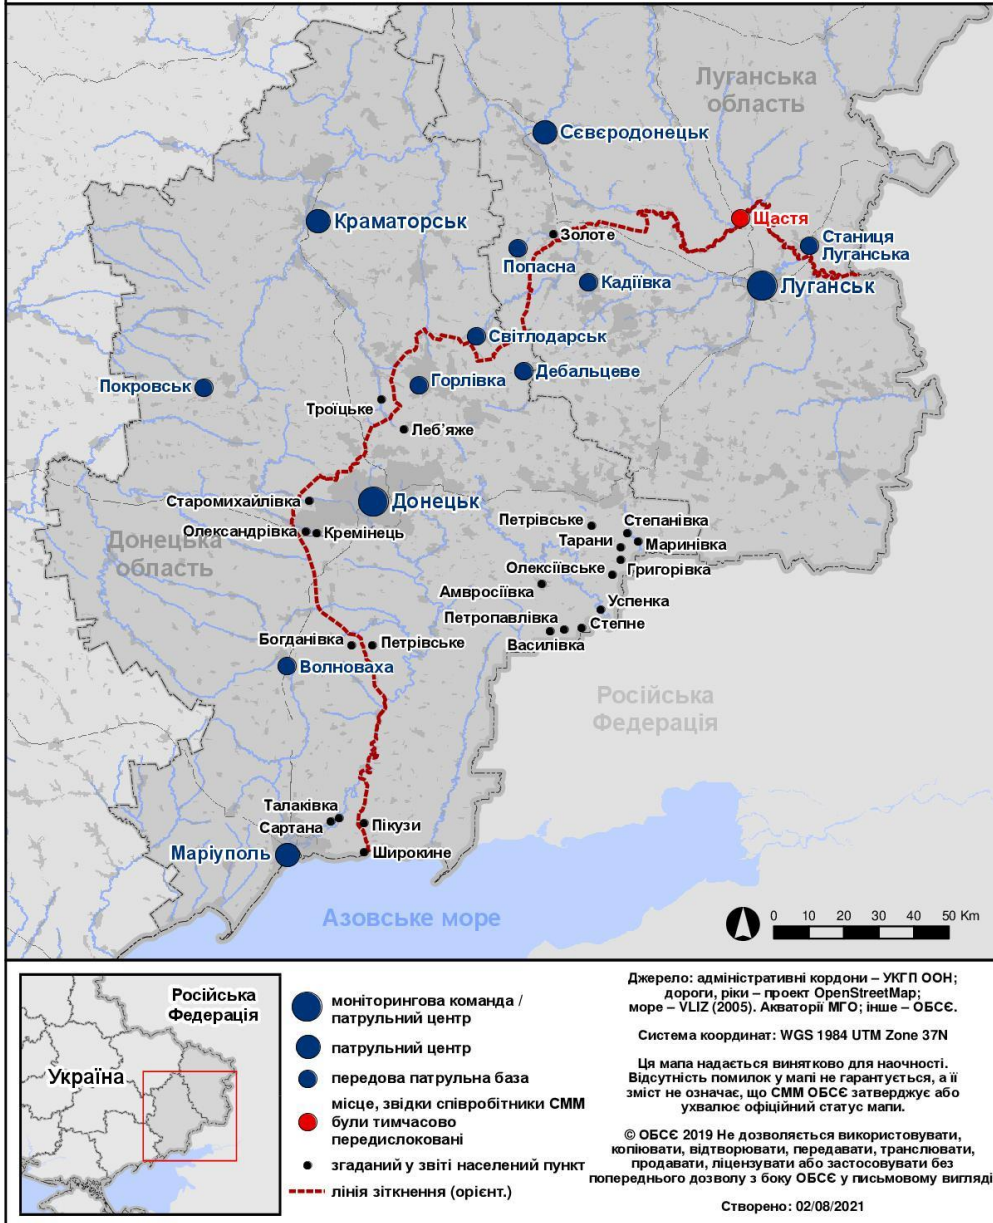 Луганська
область
Сєвєродонецьк
Краматорськ
Щастя
Золоте
Станиця
Луганська
Попасна
Кадіївка
Луганськ
Світлодарськ
Дебальцеве
Покровськ
Горлівка
Троїцьке
Леб'яже
Старомихайлівка
Донецьк
Олександрівка
Кремінець
Донецька
область
Петрівське
Степанівка
Тарани
Маринівка
Григорівка
Олексіївське
Амвросіївка
Успенка
Петропавлівка
Степне
Василівка
Богданівка
Петрівське
Волноваха
Російська
Федерація
Талаківка
Сартана
Пікузи
Широкине
Маріуполь
Азовське море
0 10 20 30 40 50 Km
Російська
Федерація
Україна
моніторингова команда /
патрульний центр
патрульний центр
передова патрульна база
місце, звідки співробітники СММ
були тимчасово
передислоковані
згаданий у звіті населений пункт
лінія зіткнення (орієнт.)
Джерело: адміністративні кордони – УКГП ООН;
дороги, ріки – проект OpenStreetMap;
море – VLIZ (2005). Акваторії МГО; інше – ОБСЄ.
Система координат: WGS 1984 UTM Zone 37N
Ця мапа надається винятково для наочності.
Відсутність помилок у мапі не гарантується, а її
зміст не означає, що СММ ОБСЄ затверджує або
ухвалює офіційний статус мапи.
© ОБСЄ 2019 Не дозволяється використовувати,
копіювати, відтворювати, передавати, транслювати,
продавати, ліцензувати або застосовувати без
попереднього дозволу з боку ОБСЄ у письмовому вигляді
Створено: 02/08/2021